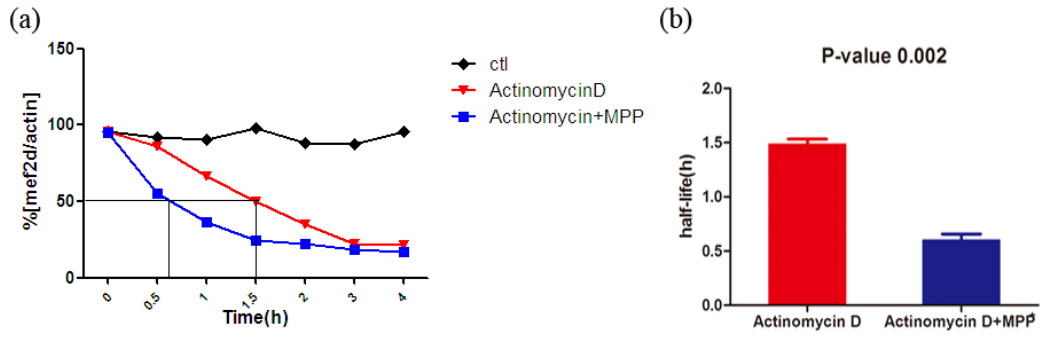 (a)
150
100
50
0
%[mef2d/actin]
0
0.5
1
1.5
2
3
4
Time(h)
ctl
ActinomycinD
Actinomycin+MPP
(b)
P-value 0.002
2.0
1.5
1.0
0.5
0.0
half-life(h)
Actinomycin D
Actinomycin D+MPP+